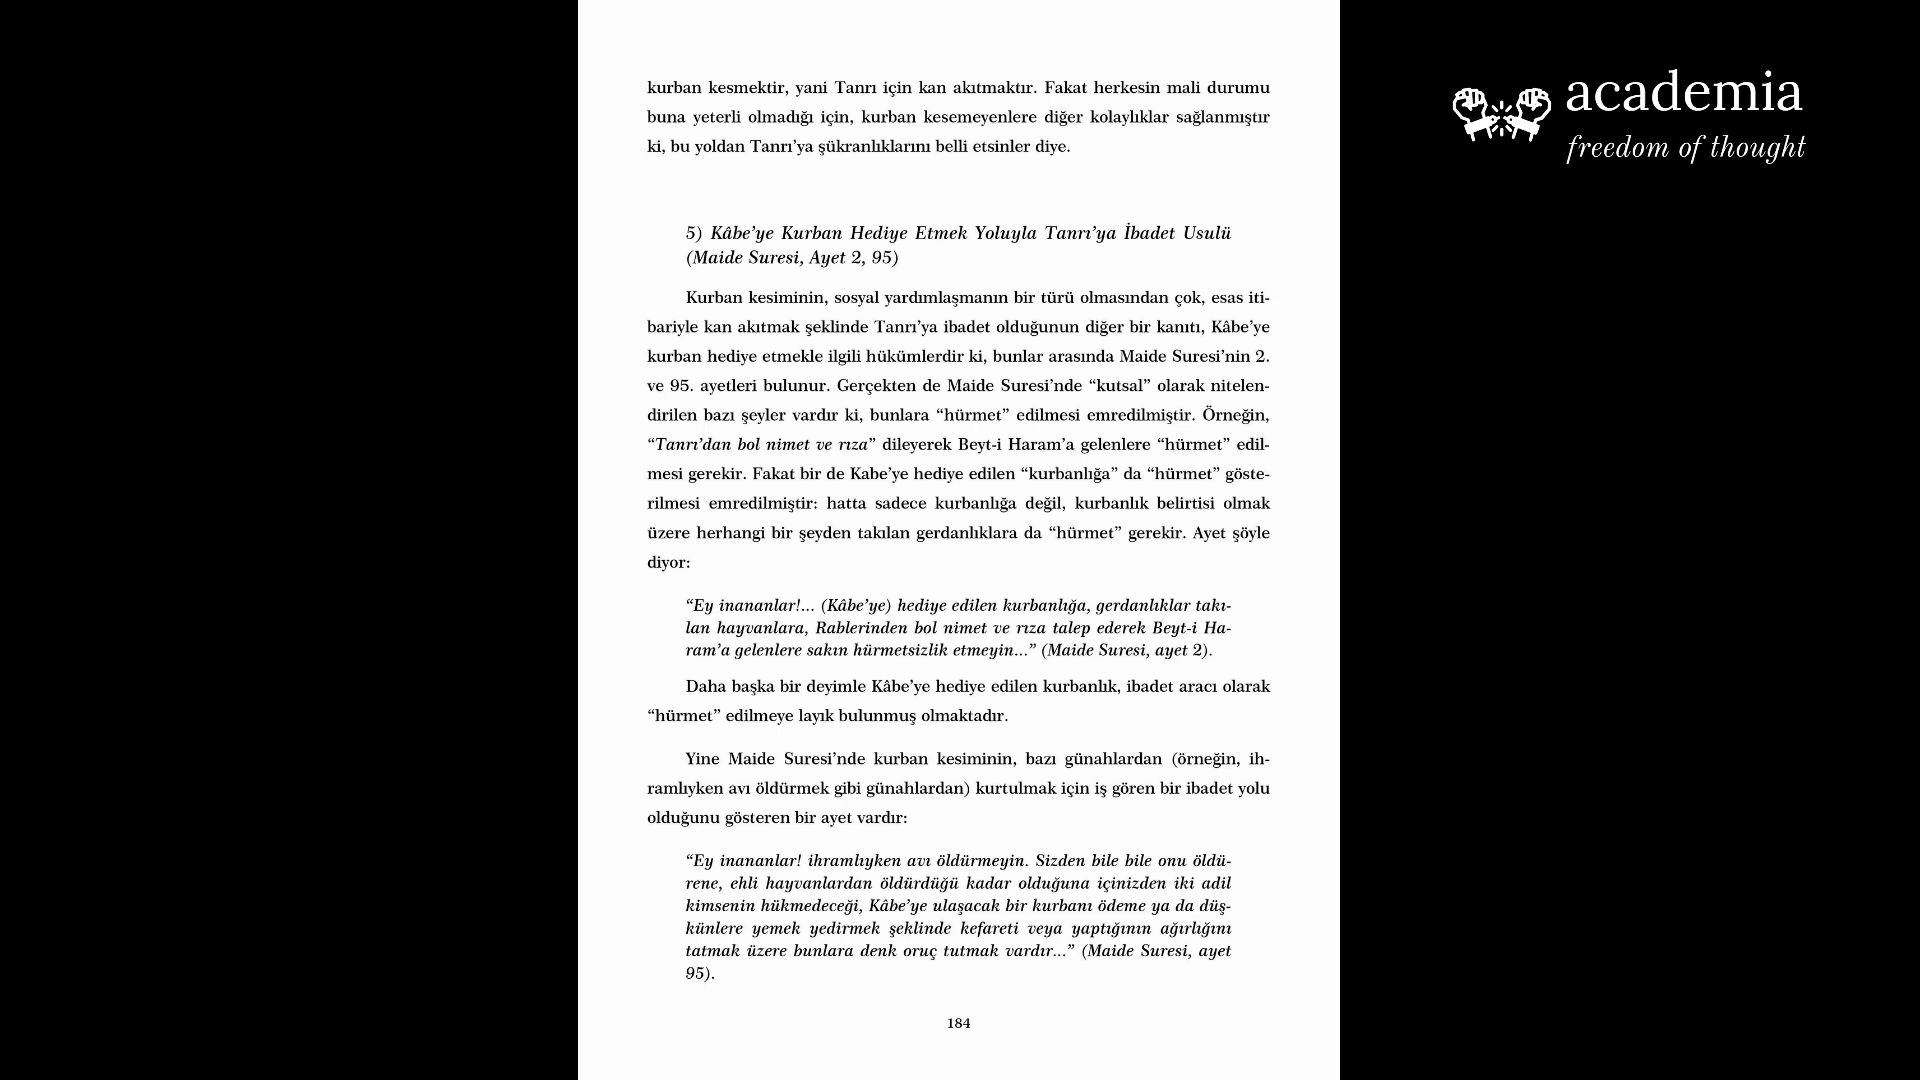 kurban kesmektir, yani Tanrı için kan akıtmaktır. Fakat herkesin mali durumu
buna yeterli olmadığı için, kurban kesemeyenlere diğer kolaylıklar sağlanmıştır
ki, bu yoldan Tanrı’ya şükranlıklarını belli etsinler diye.
5) Kâbe’ye Kurban Hediye Etmek Yoluyla Tanrı’ya İbadet Usulü
(Maide Suresi, Ayet 2, 95)
Kurban kesiminin, sosyal yardımlaşmanın bir türü olmasından çok, esas iti-
bariyle kan akıtmak şeklinde Tanrı’ya ibadet olduğunun diğer bir kanıtı, Kâbe’ye
kurban hediye etmekle ilgili hükümlerdir ki, bunlar arasında Maide Suresi’nin 2.
ve 95. ayetleri bulunur. Gerçekten de Maide Suresi’nde “kutsal” olarak nitelen-
dirilen bazı şeyler vardır ki, bunlara “hürmet” edilmesi emredilmiştir. Örneğin,
“Tanrı’dan bol nimet ve rıza” dileyerek Beyt-i Haram’a gelenlere “hürmet” edil-
mesi gerekir. Fakat bir de Kabe’ye hediye edilen “kurbanlığa” da “hürmet” göste-
rilmesi emredilmiştir: hatta sadece kurbanlığa değil, kurbanlık belirtisi olmak
üzere herhangi bir şeyden takılan gerdanlıklara da “hürmet” gerekir. Ayet şöyle
diyor:
“Ey inananlar!... (Kâbe’ye) hediye edilen kurbanlığa, gerdanlıklar takı-
lan hayvanlara, Rablerinden bol nimet ve rıza talep ederek Beyt-i Ha-
ram’a gelenlere sakın hürmetsizlik etmeyin...” (Maide Suresi, ayet 2).
Daha başka bir deyimle Kâbe’ye hediye edilen kurbanlık, ibadet aracı olarak
“hürmet” edilmeye layık bulunmuş olmaktadır.
Yine Maide Suresi’nde kurban kesiminin, bazı günahlardan (örneğin, ih-
ramlıyken avı öldürmek gibi günahlardan) kurtulmak için iş gören bir ibadet yolu
olduğunu gösteren bir ayet vardır:
“Ey inananlar! ihramlıyken avı öldürmeyin. Sizden bile bile onu öldü-
rene, ehli hayvanlardan öldürdüğü kadar olduğuna içinizden iki adil
kimsenin hükmedeceği, Kâbe’ye ulaşacak bir kurbanı ödeme ya da düş-
künlere yemek yedirmek şeklinde kefareti veya yaptığının ağırlığını
tatmak üzere bunlara denk oruç tutmak vardır...” (Maide Suresi, ayet
95).
184
academia
freedom of thought